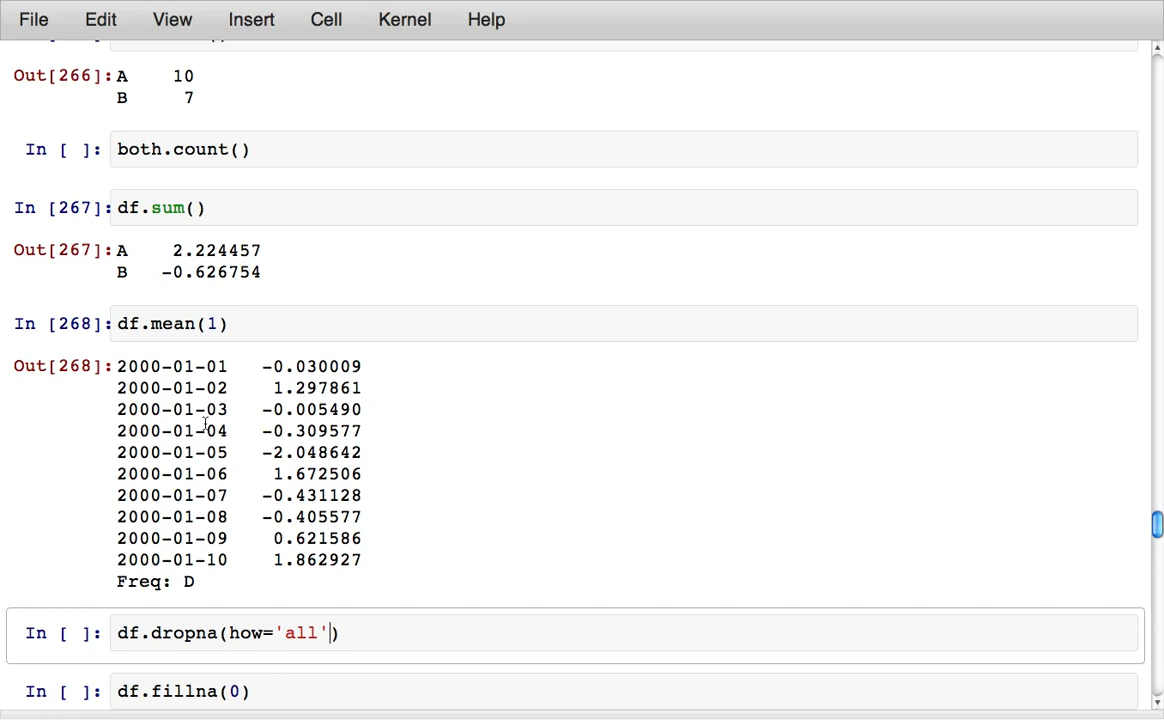 File Edit View Insert Cell Kernel Help
Out[266]: A 10
B 7
In [ ]: both.count()
In [267]: df.sum()
Out[267]: A 2.224457
B -0.626754
In [268]: df.mean(1)
Out[268]: 2000-01-01 -0.030009
2000-01-02 1.297861
2000-01-03 -0.005490
2000-01-04 -0.309577
2000-01-05 -2.048642
2000-01-06 1.672506
2000-01-07 -0.431128
2000-01-08 -0.405577
2000-01-09 0.621586
2000-01-10 1.862927
Freq: D
In [ ]: df.dropna(how='all')
In [ ]: df.fillna(0)